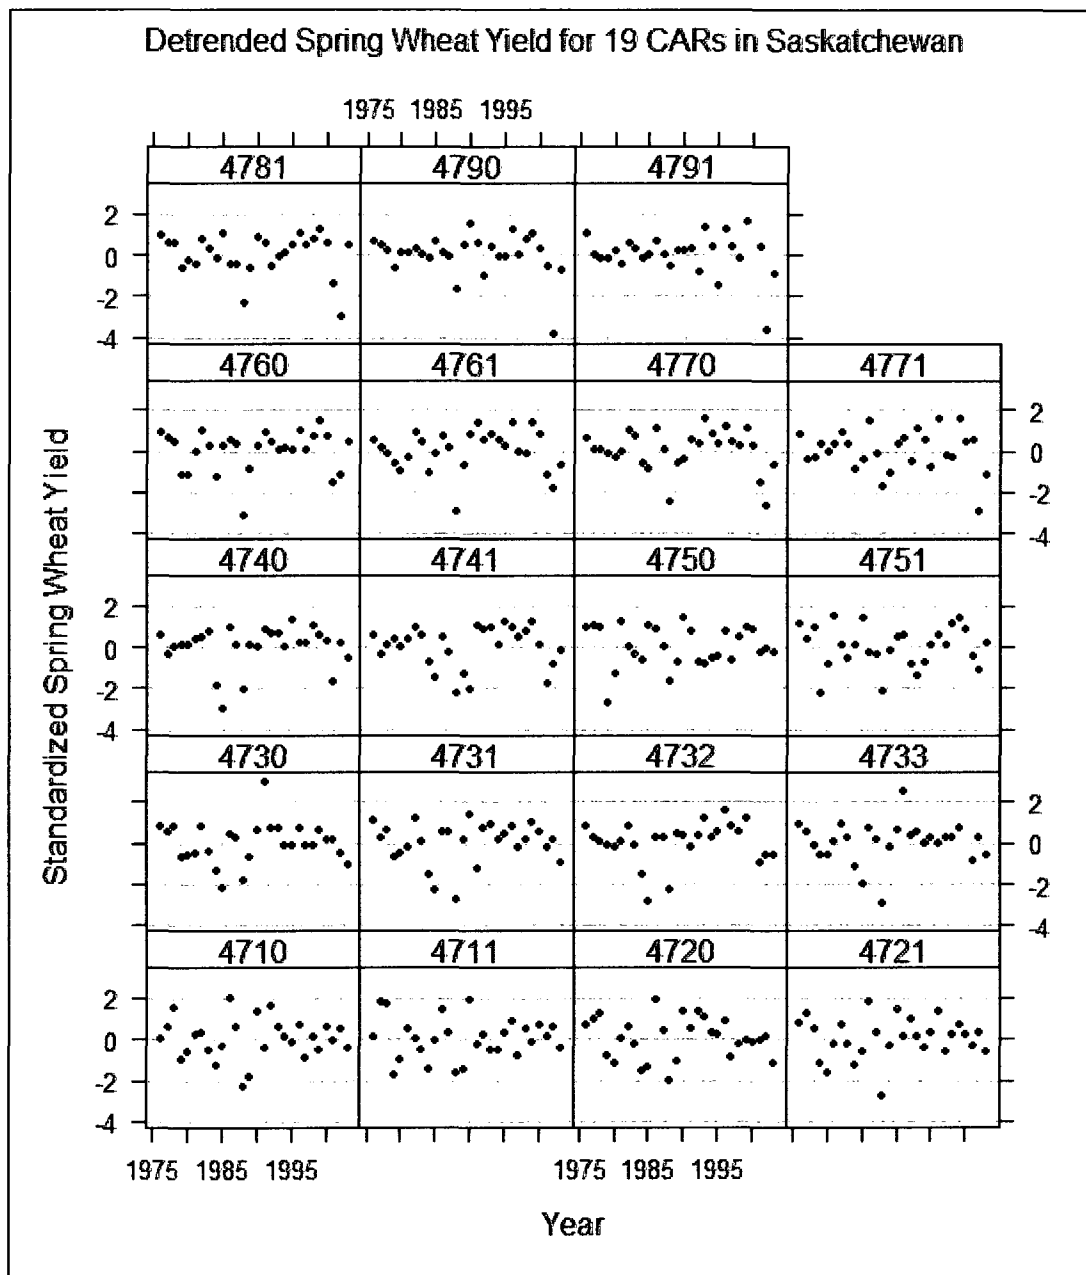 Detrended Spring Wheat Yield for 19 CARs in Saskatchewan
1975 1985 1995
4781 4790 4791
2
0
-2
-4
4760 4761 4770 4771
2
0
-2
-4
4740 4741 4750 4751
2
0
-2
-4
4730 4731 4732 4733
2
0
-2
-4
4710 4711 4720 4721
2
0
-2
-4
1975 1985 1995 1975 1985 1995
Year
Standardized Spring Wheat Yield